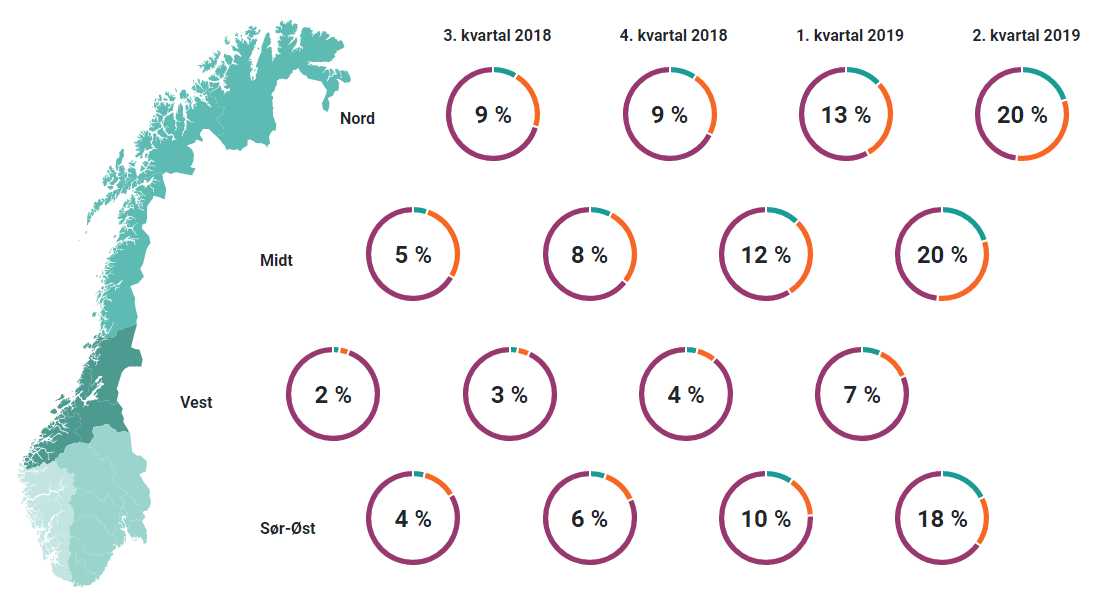 3. kvartal 2018 4. kvartal 2018 1. kvartal 2019 2. kvartal 2019
Nord 9 % 9 % 13 % 20 %
Midt 5 % 8 % 12 % 20 %
Vest 2 % 3 % 4 % 7 %
Sør-Øst 4 % 6 % 10 % 18 %